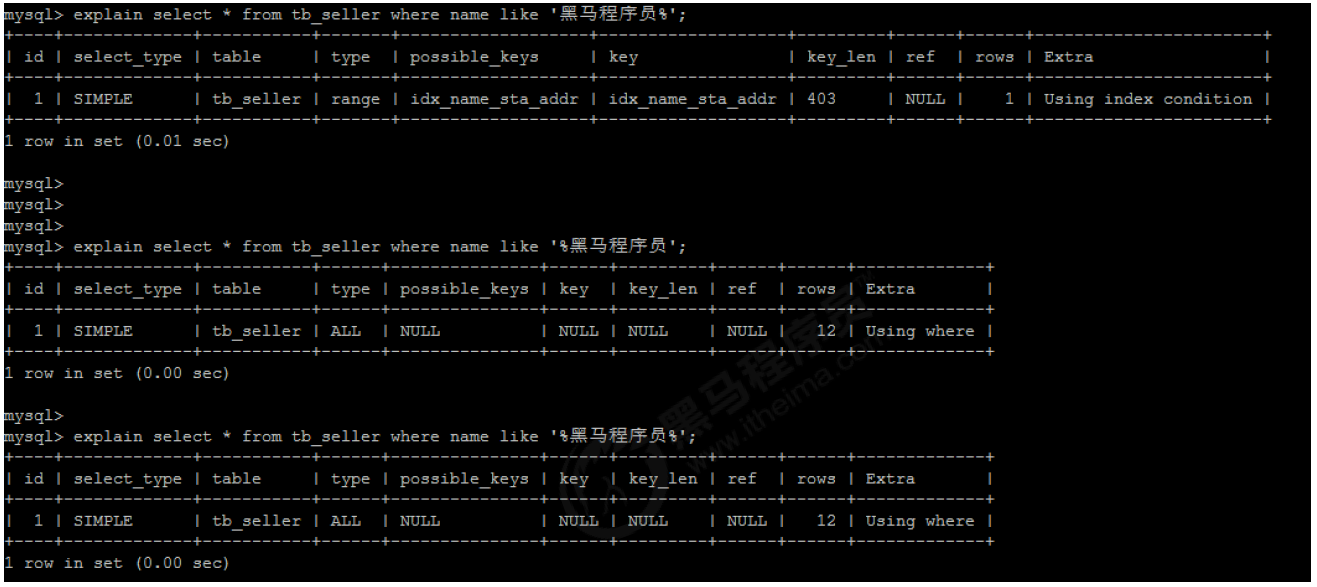 mysql> explain select * from tb_seller where name like '黑马程序员%';
+----+-------------+-----------+-------+-------------------+-------------------+---------+------+------+-----------------------+
| id | select_type | table     | type  | possible_keys     | key               | key_len | ref  | rows | Extra                 |
+----+-------------+-----------+-------+-------------------+-------------------+---------+------+------+-----------------------+
|  1 | SIMPLE      | tb_seller | range | idx_name_sta_addr | idx_name_sta_addr | 403     | NULL |    1 | Using index condition |
+----+-------------+-----------+-------+-------------------+-------------------+---------+------+------+-----------------------+
1 row in set (0.01 sec)
mysql>
mysql>
mysql>
mysql> explain select * from tb_seller where name like '%黑马程序员';
+----+-------------+-----------+------+---------------+------+---------+------+------+-------------+
| id | select_type | table     | type | possible_keys | key  | key_len | ref  | rows | Extra       |
+----+-------------+-----------+------+---------------+------+---------+------+------+-------------+
|  1 | SIMPLE      | tb_seller | ALL  | NULL          | NULL | NULL    | NULL |   12 | Using where |
+----+-------------+-----------+------+---------------+------+---------+------+------+-------------+
1 row in set (0.00 sec)
mysql>
mysql> explain select * from tb_seller where name like '%黑马程序员%';
+----+-------------+-----------+------+---------------+------+---------+------+------+-------------+
| id | select_type | table     | type | possible_keys | key  | key_len | ref  | rows | Extra       |
+----+-------------+-----------+------+---------------+------+---------+------+------+-------------+
|  1 | SIMPLE      | tb_seller | ALL  | NULL          | NULL | NULL    | NULL |   12 | Using where |
+----+-------------+-----------+------+---------------+------+---------+------+------+-------------+
1 row in set (0.00 sec)
黑马程序员
www.itheima.com